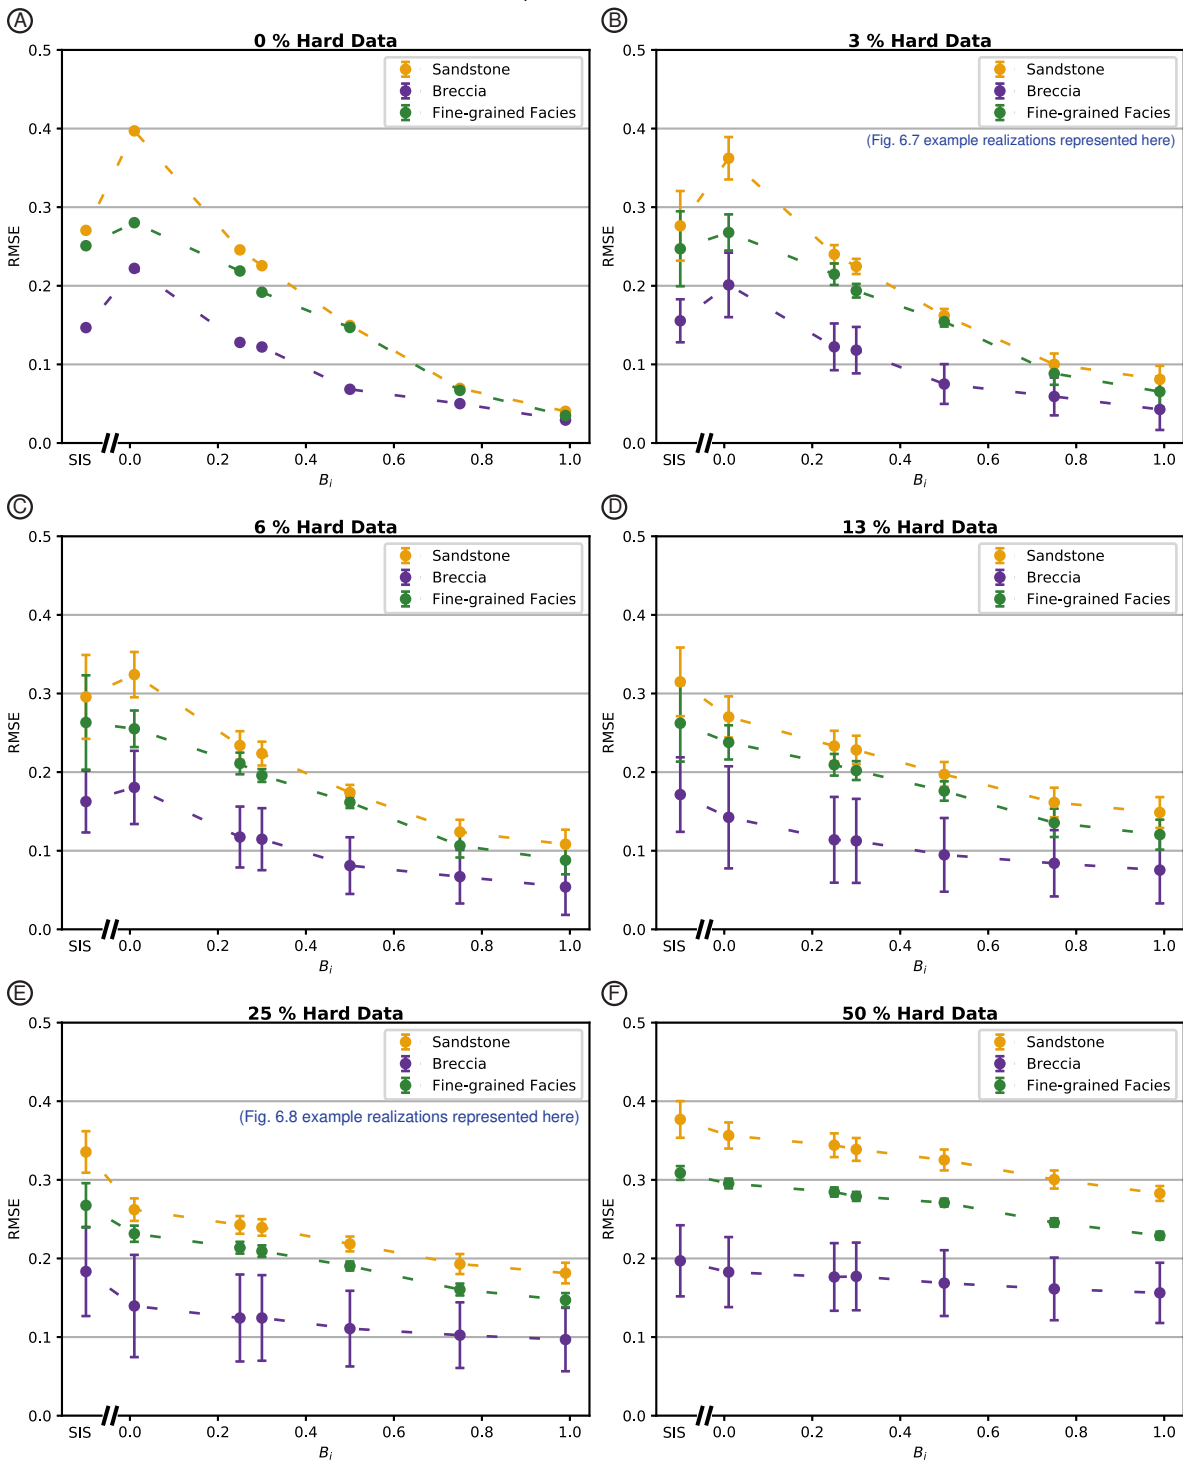 A
0 % Hard Data
0.5
0.4
0.3
0.2
0.1
0.0
RMSE
Sandstone
Breccia
Fine-grained Facies
SIS 0.0 0.2 0.4 0.6 0.8 1.0
B_i
B
3 % Hard Data
0.5
0.4
0.3
0.2
0.1
0.0
RMSE
Sandstone
Breccia
Fine-grained Facies
(Fig. 6.7 example realizations represented here)
SIS 0.0 0.2 0.4 0.6 0.8 1.0
B_i
C
6 % Hard Data
0.5
0.4
0.3
0.2
0.1
0.0
RMSE
Sandstone
Breccia
Fine-grained Facies
SIS 0.0 0.2 0.4 0.6 0.8 1.0
B_i
D
13 % Hard Data
0.5
0.4
0.3
0.2
0.1
0.0
RMSE
Sandstone
Breccia
Fine-grained Facies
SIS 0.0 0.2 0.4 0.6 0.8 1.0
B_i
E
25 % Hard Data
0.5
0.4
0.3
0.2
0.1
0.0
RMSE
Sandstone
Breccia
Fine-grained Facies
(Fig. 6.8 example realizations represented here)
SIS 0.0 0.2 0.4 0.6 0.8 1.0
B_i
F
50 % Hard Data
0.5
0.4
0.3
0.2
0.1
0.0
RMSE
Sandstone
Breccia
Fine-grained Facies
SIS 0.0 0.2 0.4 0.6 0.8 1.0
B_i